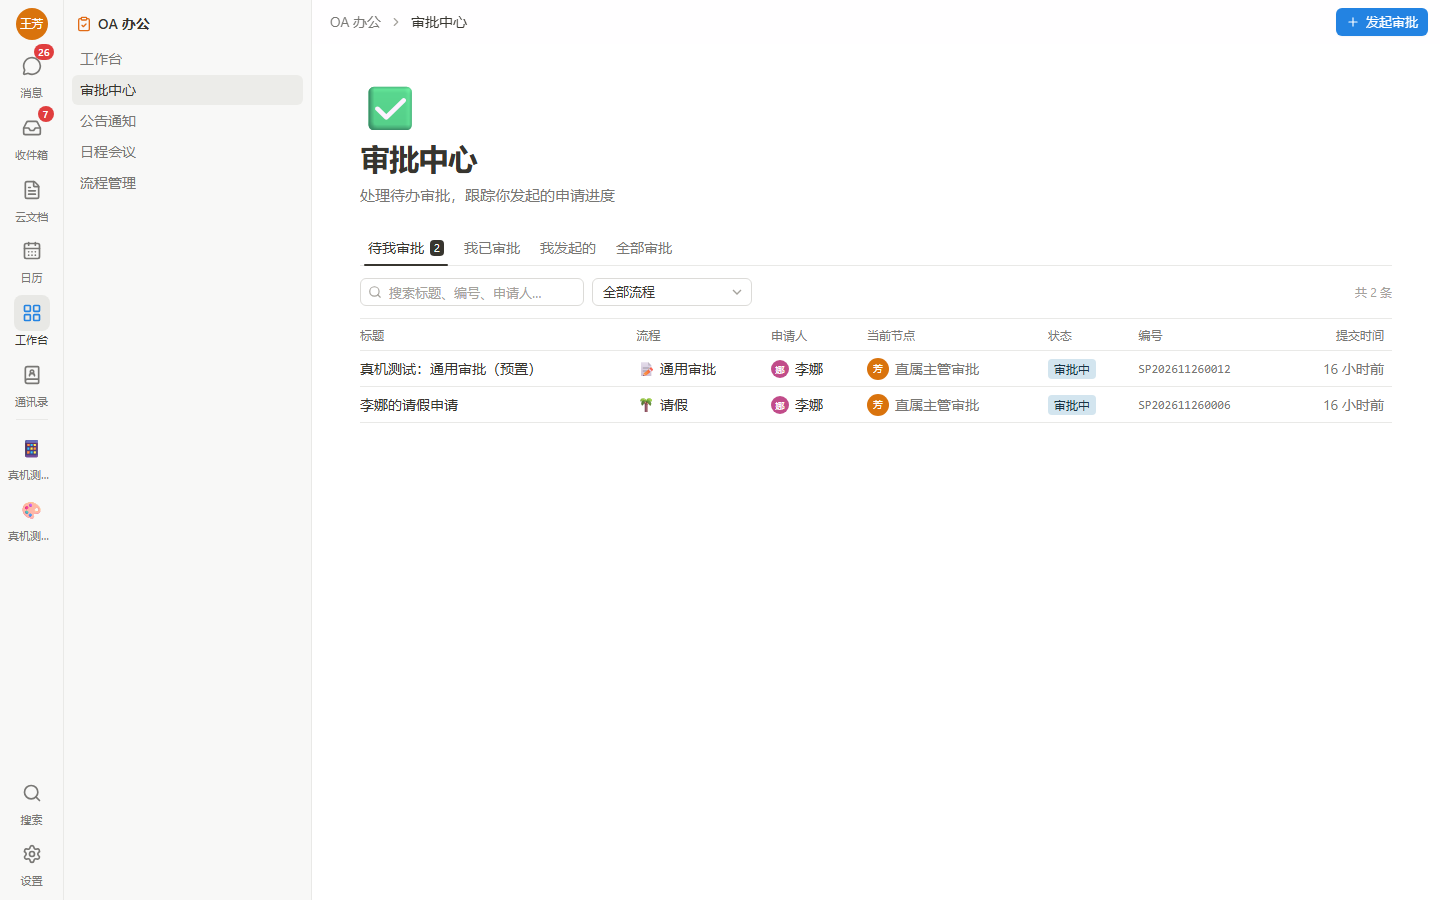 王芳
26
消息
7
收件箱
云文档
日历
工作台
通讯录
真机测...
真机测...
搜索
设置
OA 办公
工作台
审批中心
公告通知
日程会议
流程管理
OA 办公 > 审批中心
+ 发起审批
审批中心
处理待办审批，跟踪你发起的申请进度
待我审批 2 我已审批 我发起的 全部审批
搜索标题、编号、申请人... 全部流程 共 2 条
标题 流程 申请人 当前节点 状态 编号 提交时间
真机测试：通用审批（预置） 通用审批 娜 李娜 芳 直属主管审批 审批中 SP202611260012 16 小时前
李娜的请假申请 请假 娜 李娜 芳 直属主管审批 审批中 SP202611260006 16 小时前